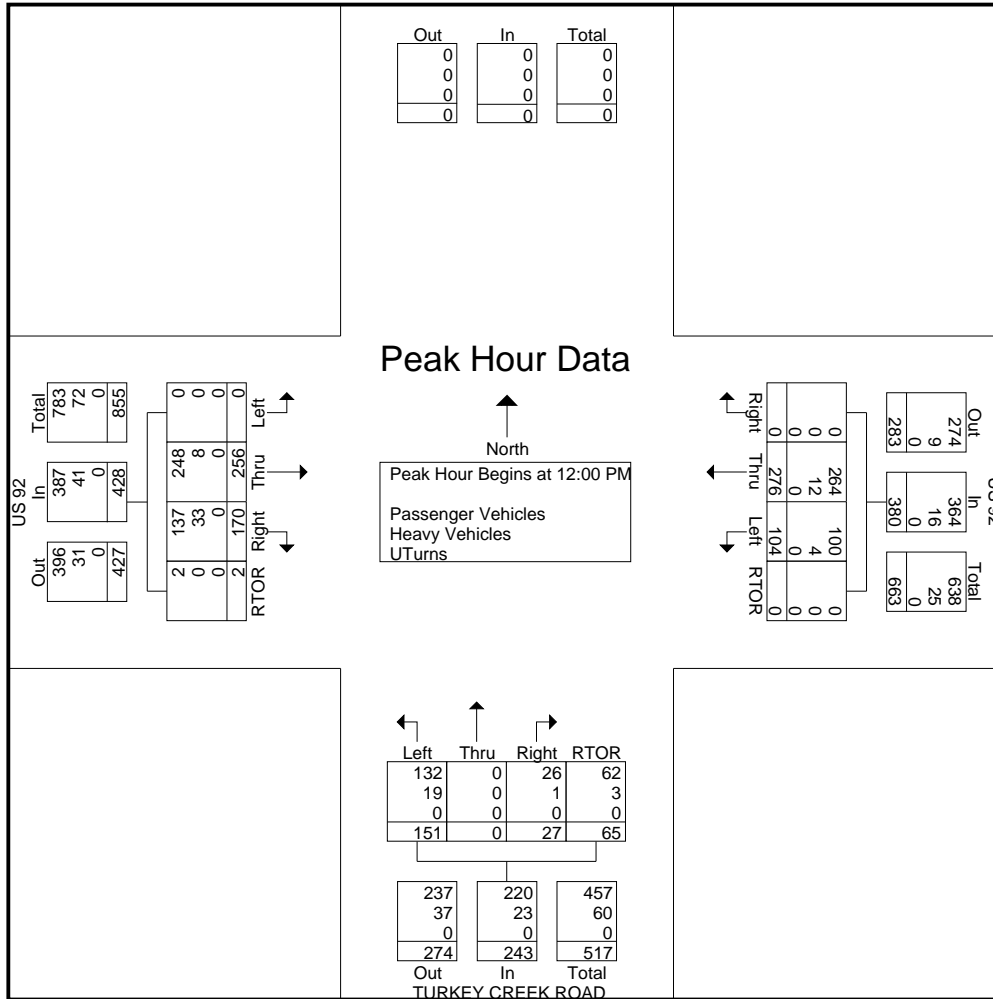 Out In Total
0 0 0
0 0 0
0 0 0
0 0 0
Peak Hour Data
North
Peak Hour Begins at 12:00 PM
Passenger Vehicles
Heavy Vehicles
UTurns
US 92
Out In Total
396 387 783
31 41 72
0 0 0
427 428 855
RTOR Right Thru Left
2 137 248 0
0 33 8 0
0 0 0 0
2 170 256 0
Right Thru Left RTOR
0 264 100 0
0 12 4 0
0 0 0 0
0 276 104 0
Out In Total
274 364 638
9 16 25
0 0 0
283 380 663
Left Thru Right RTOR
132 0 26 62
19 0 1 3
0 0 0 0
151 0 27 65
237 220 457
37 23 60
0 0 0
274 243 517
Out In Total
TURKEY CREEK ROAD